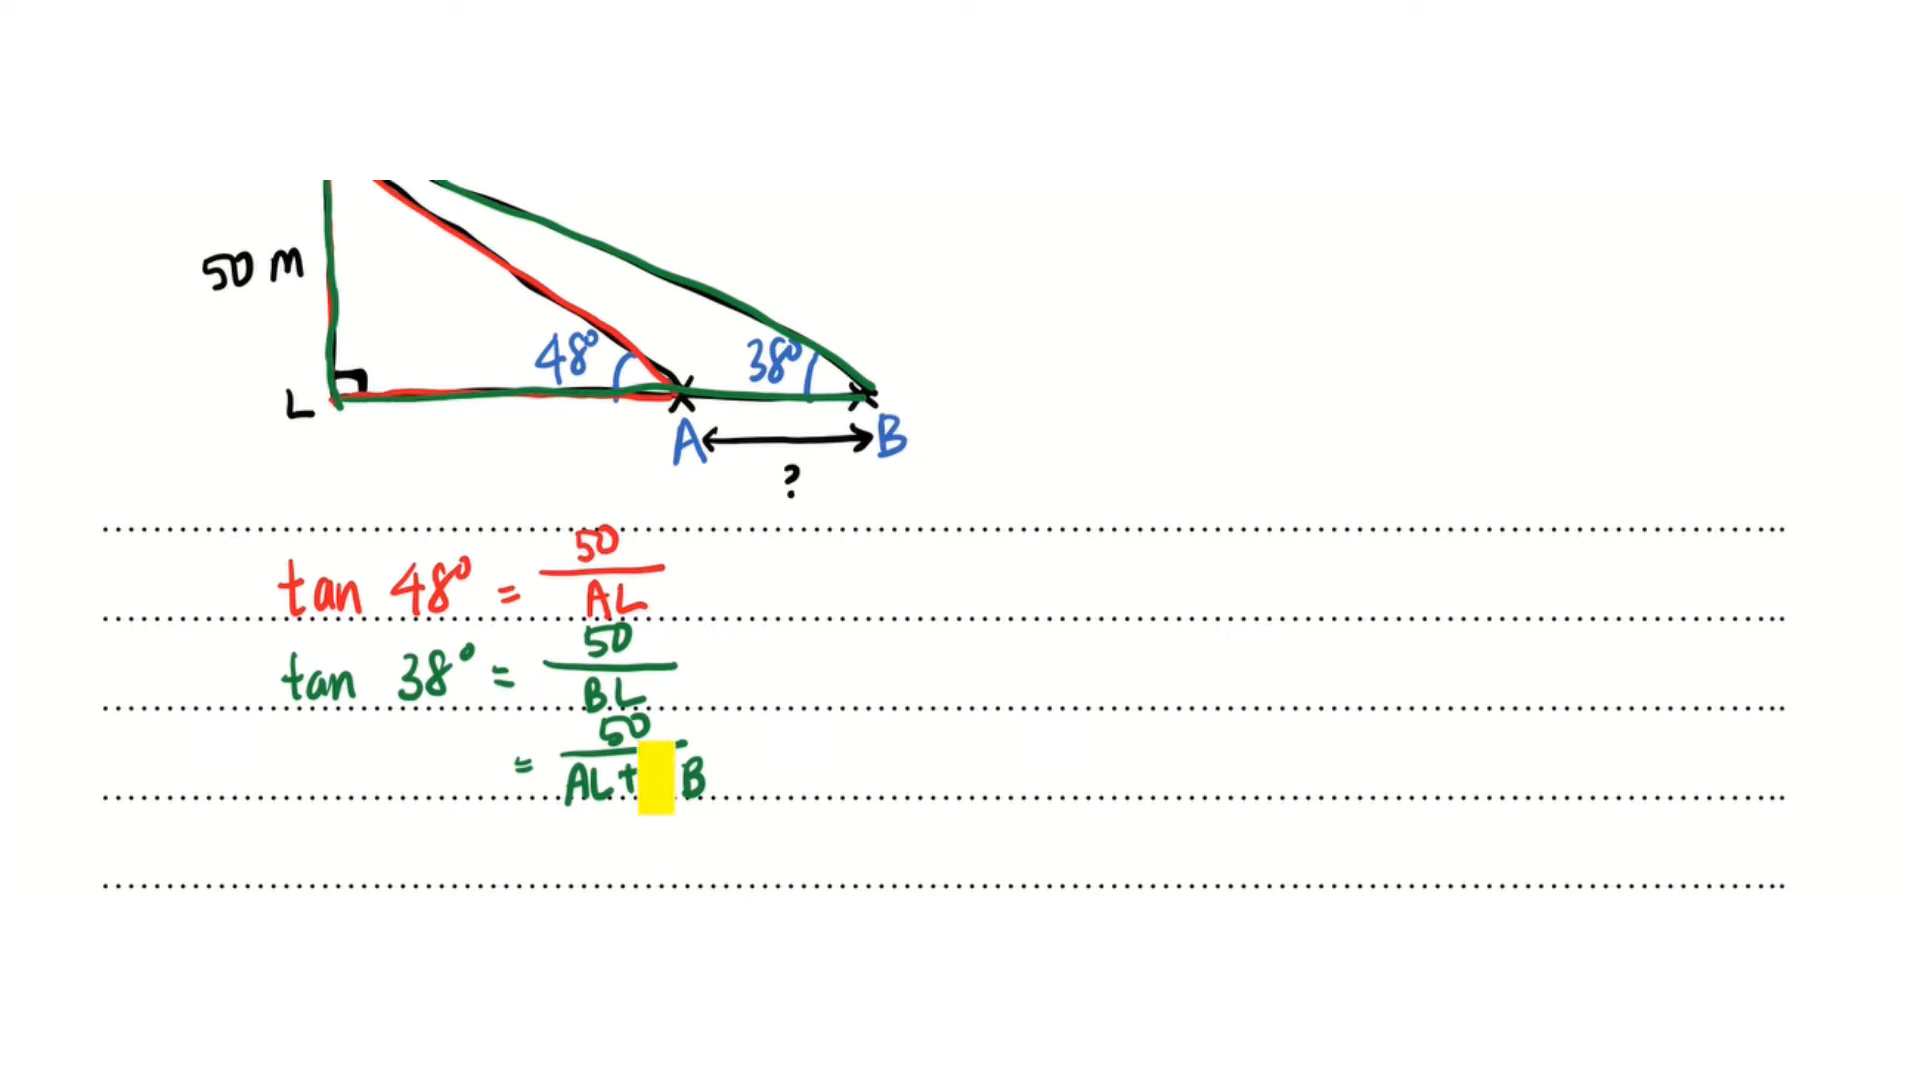 50 m
48° 38°
L
A B
?
tan 48° = 50/AL
tan 38° = 50/BL
= 50/AL+ B